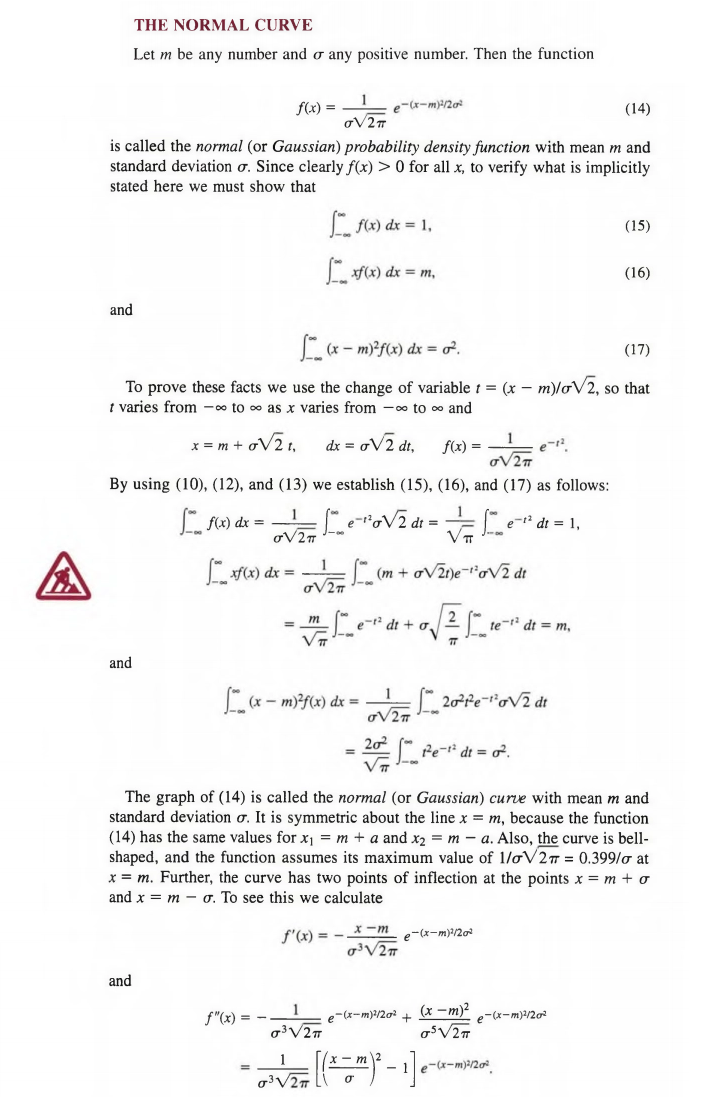 THE NORMAL CURVE
Let m be any number and σ any positive number. Then the function
f(x) = 1/(σ√2π) e^−(x−m)²/2σ² (14)
is called the normal (or Gaussian) probability density function with mean m and
standard deviation σ. Since clearly f(x) > 0 for all x, to verify what is implicitly
stated here we must show that
∫_−∞^∞ f(x) dx = 1, (15)
∫_−∞^∞ xf(x) dx = m, (16)
and
∫_−∞^∞ (x − m)²f(x) dx = σ². (17)
To prove these facts we use the change of variable t = (x − m)/σ√2, so that
t varies from −∞ to ∞ as x varies from −∞ to ∞ and
x = m + σ√2 t, dx = σ√2 dt, f(x) = 1/(σ√2π) e^−t².
By using (10), (12), and (13) we establish (15), (16), and (17) as follows:
∫_−∞^∞ f(x) dx = 1/(σ√2π) ∫_−∞^∞ e^−t² σ√2 dt = 1/√π ∫_−∞^∞ e^−t² dt = 1,
∫_−∞^∞ xf(x) dx = 1/(σ√2π) ∫_−∞^∞ (m + σ√2t)e^−t² σ√2 dt
= m/√π ∫_−∞^∞ e^−t² dt + σ√(2/π) ∫_−∞^∞ te^−t² dt = m,
and
∫_−∞^∞ (x − m)²f(x) dx = 1/(σ√2π) ∫_−∞^∞ 2σ²t²e^−t² σ√2 dt
= 2σ²/√π ∫_−∞^∞ t²e^−t² dt = σ².
The graph of (14) is called the normal (or Gaussian) curve with mean m and
standard deviation σ. It is symmetric about the line x = m, because the function
(14) has the same values for x₁ = m + a and x₂ = m − a. Also, the curve is bell-
shaped, and the function assumes its maximum value of 1/σ√2π = 0.399/σ at
x = m. Further, the curve has two points of inflection at the points x = m + σ
and x = m − σ. To see this we calculate
f′(x) = − (x − m)/(σ³√2π) e^−(x−m)²/2σ²
and
f″(x) = − 1/(σ³√2π) e^−(x−m)²/2σ² + (x − m)²/(σ⁵√2π) e^−(x−m)²/2σ²
= 1/(σ³√2π) [((x − m)/σ)² − 1] e^−(x−m)²/2σ².